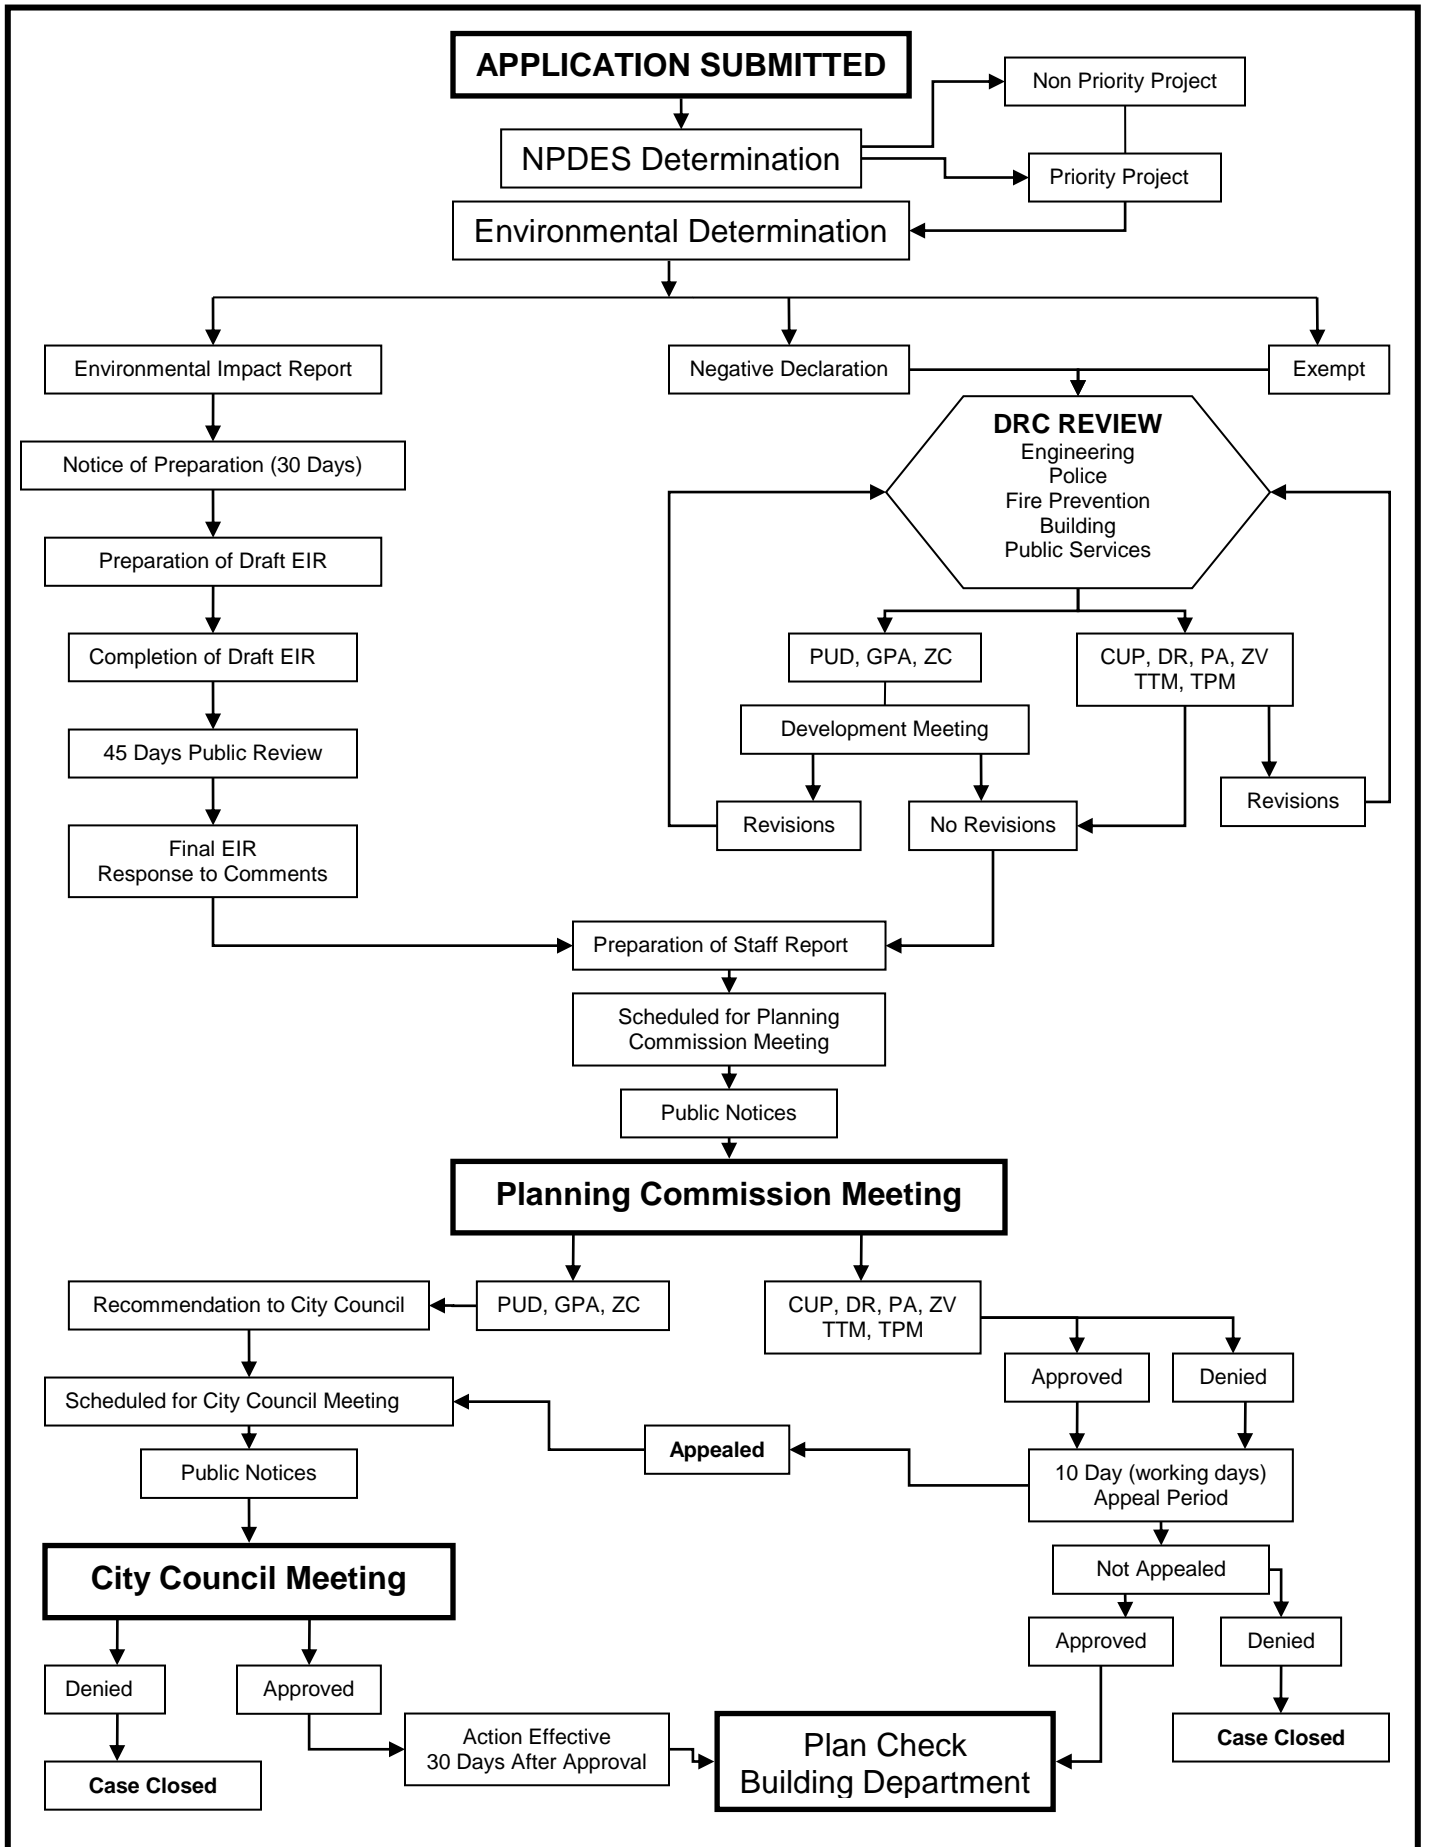 APPLICATION SUBMITTED
Non Priority Project
NPDES Determination
Priority Project
Environmental Determination
Environmental Impact Report
Negative Declaration
Exempt
DRC REVIEW
Engineering
Police
Fire Prevention
Building
Public Services
Notice of Preparation (30 Days)
Preparation of Draft EIR
Completion of Draft EIR
PUD, GPA, ZC
CUP, DR, PA, ZV
TTM, TPM
Development Meeting
45 Days Public Review
Revisions
No Revisions
Revisions
Final EIR
Response to Comments
Preparation of Staff Report
Scheduled for Planning
Commission Meeting
Public Notices
Planning Commission Meeting
Recommendation to City Council
PUD, GPA, ZC
CUP, DR, PA, ZV
TTM, TPM
Approved
Denied
Scheduled for City Council Meeting
Appealed
10 Day (working days)
Appeal Period
Public Notices
City Council Meeting
Not Appealed
Approved
Denied
Denied
Approved
Action Effective
30 Days After Approval
Plan Check
Building Department
Case Closed
Case Closed